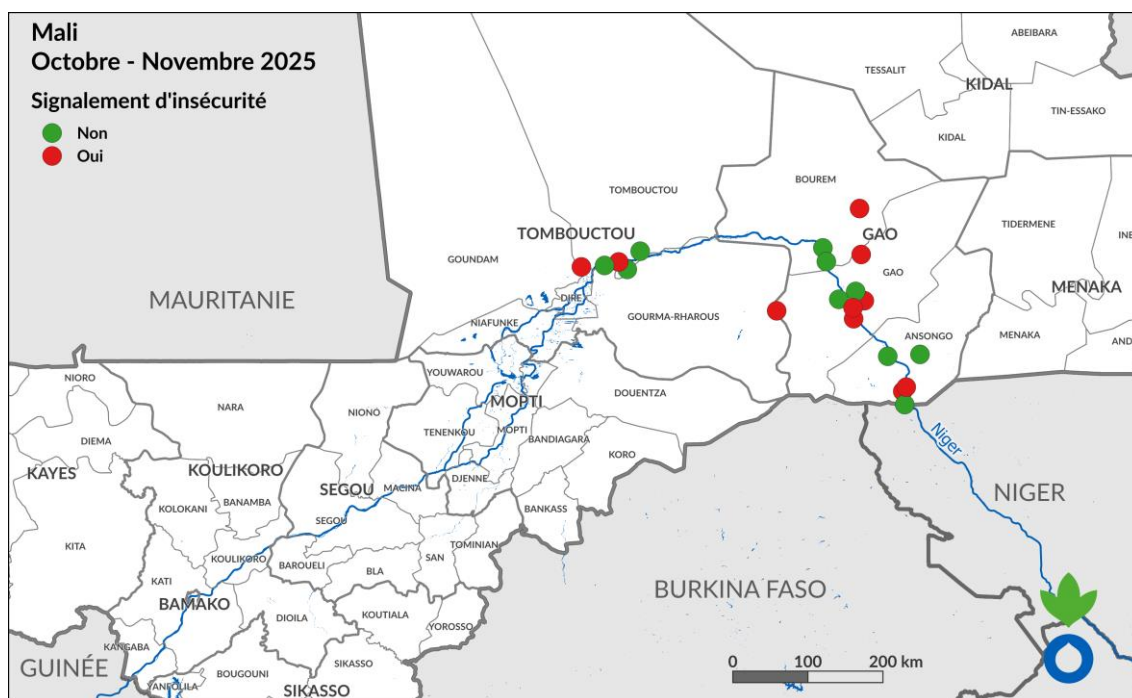 Mali
Octobre - Novembre 2025
Signalement d'insécurité
Non
Oui
ABEIBARA
TESSALIT
KIDAL
TIN-ESSAKO
KIDAL
BOUREM
TOMBOUCTOU
TIDERMENE
TOMBOUCTOU
GAO
GOUNDAM
GAO
MENAKA
MAURITANIE
DIRE
GOURMA-RHAROUS
NIAFUNKE
ANSONGO
MENAKA
YOUWAROU
NIORO
DOUENTZA
NARA
NIONO
MOPTI
TENENKOU
MOPTI
BANDIAGARA
DIEMA
KORO
Niger
KAYES
KOULIKORO
SEGOU
MACINA
DJENNE
NIGER
BANAMBA
KOLOKANI
BANKASS
SEGOU
TOMINIAN
KITA
KOULIKORO
SAN
BAROUELI
BLA
KATI
BURKINA FASO
BAMAKO
KOUTIALA
DIOILA
YOROSSO
KANGABA
GUINÉE
SIKASSO
BOUGOUNI
YANFOLILA
SIKASSO
0 100 200 km